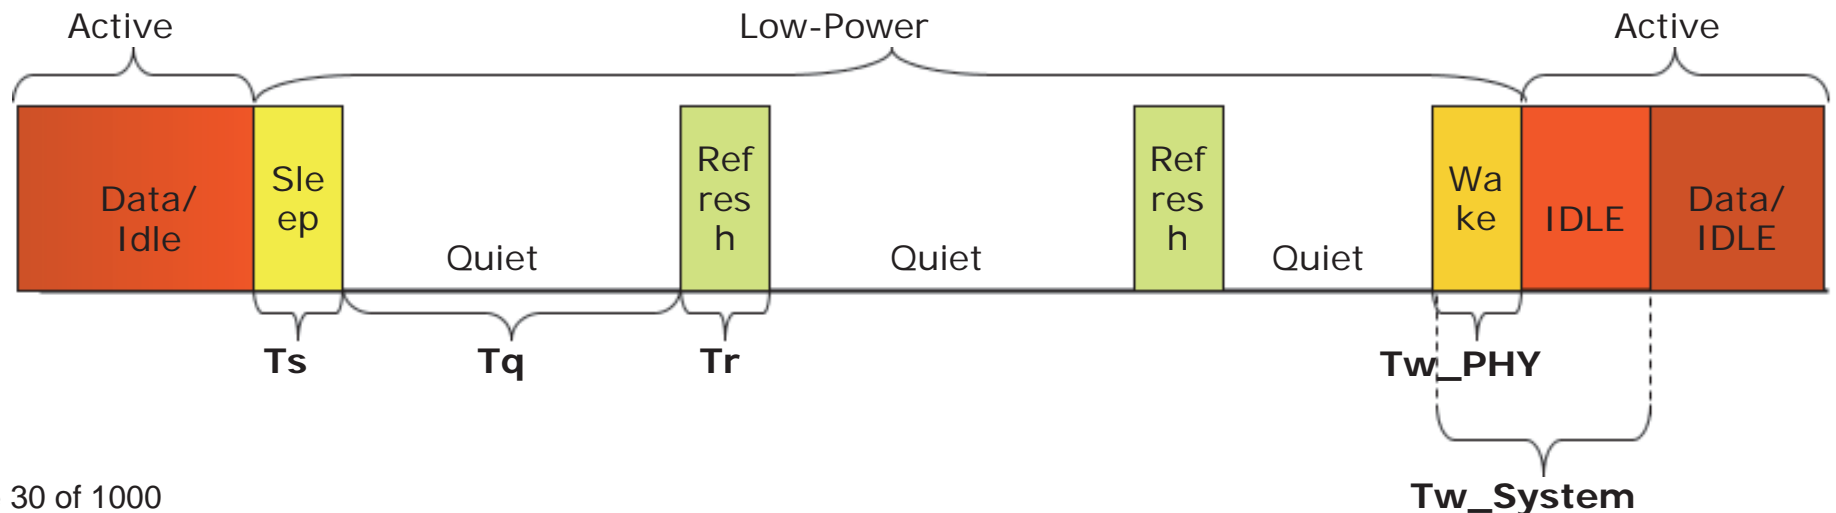 Active
Low-Power
Active
Data/
Idle
Sle
ep
Quiet
Ref
res
h
Quiet
Ref
res
h
Quiet
Wa
ke
IDLE
Data/
IDLE
Ts
Tq
Tr
Tw_PHY
Tw_System
30 of 1000